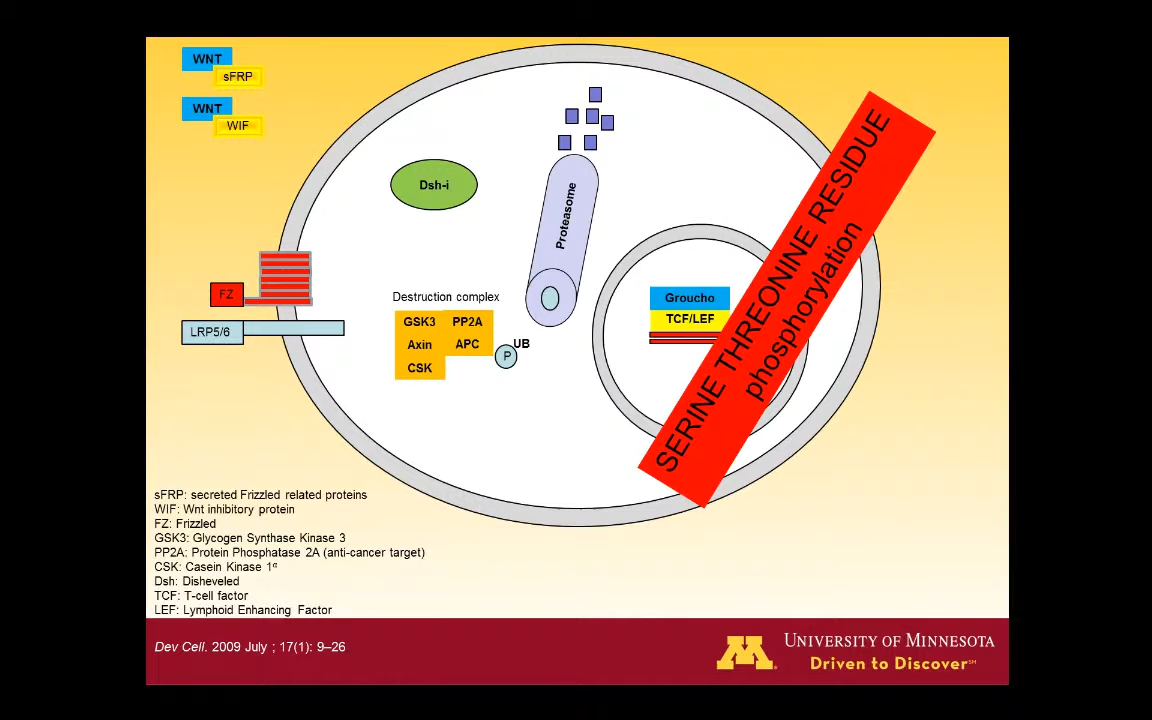 WNT
sFRP
WNT
WIF
Dsh-i
Proteasome
FZ
LRP5/6
Destruction complex
GSK3 PP2A
Axin APC
CSK
UB
P
Groucho
TCF/LEF
SERINE THREONINE RESIDUE
phosphorylation
sFRP: secreted Frizzled related proteins
WIF: Wnt inhibitory protein
FZ: Frizzled
GSK3: Glycogen Synthase Kinase 3
PP2A: Protein Phosphatase 2A (anti-cancer target)
CSK: Casein Kinase 1α
Dsh: Disheveled
TCF: T-cell factor
LEF: Lymphoid Enhancing Factor
Dev Cell. 2009 July ; 17(1): 9–26
M
UNIVERSITY OF MINNESOTA
Driven to Discover℠